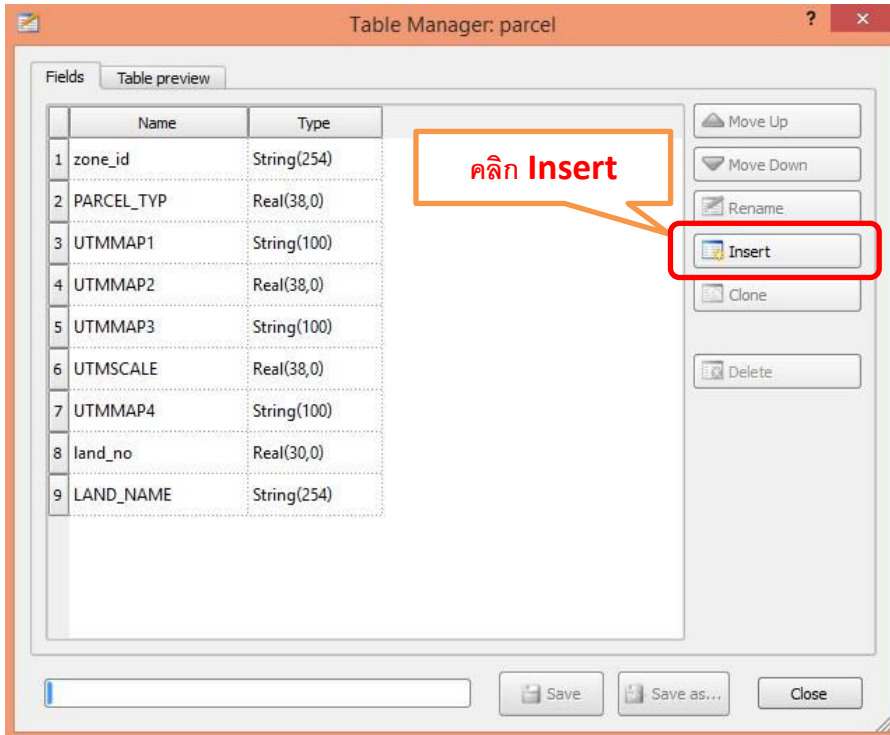 Table Manager: parcel
?
Fields
Table preview
Name Type
1 zone_id String(254)
2 PARCEL_TYP Real(38,0)
3 UTMMAP1 String(100)
4 UTMMAP2 Real(38,0)
5 UTMMAP3 String(100)
6 UTMSCALE Real(38,0)
7 UTMMAP4 String(100)
8 land_no Real(30,0)
9 LAND_NAME String(254)
คลิก Insert
Move Up
Move Down
Rename
Insert
Clone
Delete
Save
Save as...
Close